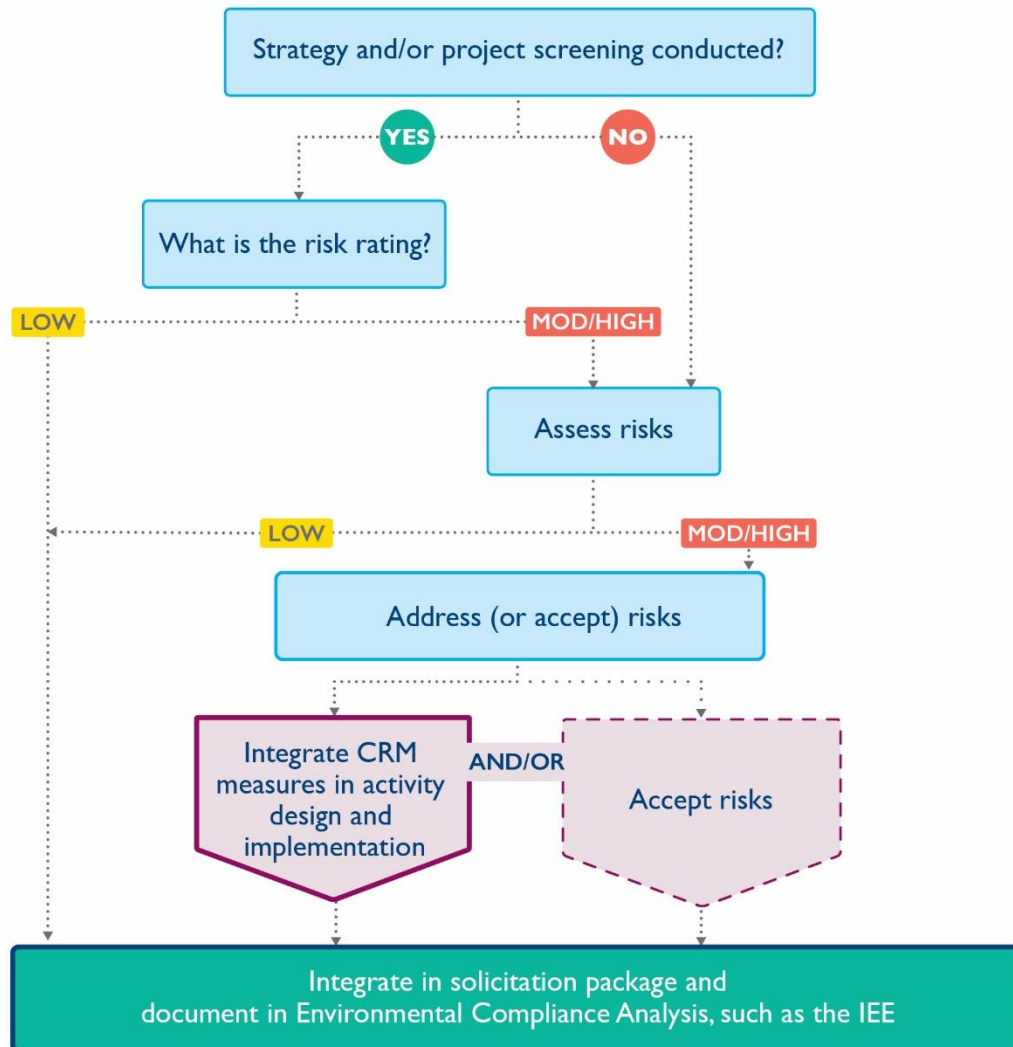 Strategy and/or project screening conducted?
YES
NO
What is the risk rating?
LOW
MOD/HIGH
Assess risks
LOW
MOD/HIGH
Address (or accept) risks
Integrate CRM
measures in activity
design and
implementation
AND/OR
Accept risks
Integrate in solicitation package and
document in Environmental Compliance Analysis, such as the IEE